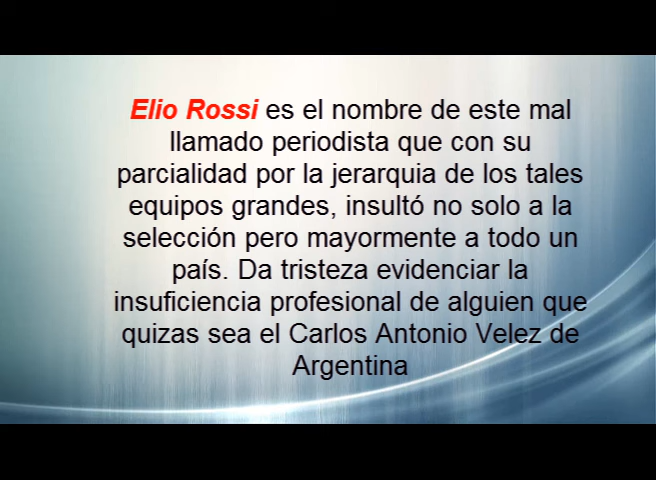 Elio Rossi es el nombre de este mal
llamado periodista que con su
parcialidad por la jerarquia de los tales
equipos grandes, insultó no solo a la
selección pero mayormente a todo un
país. Da tristeza evidenciar la
insuficiencia profesional de alguien que
quizas sea el Carlos Antonio Velez de
Argentina